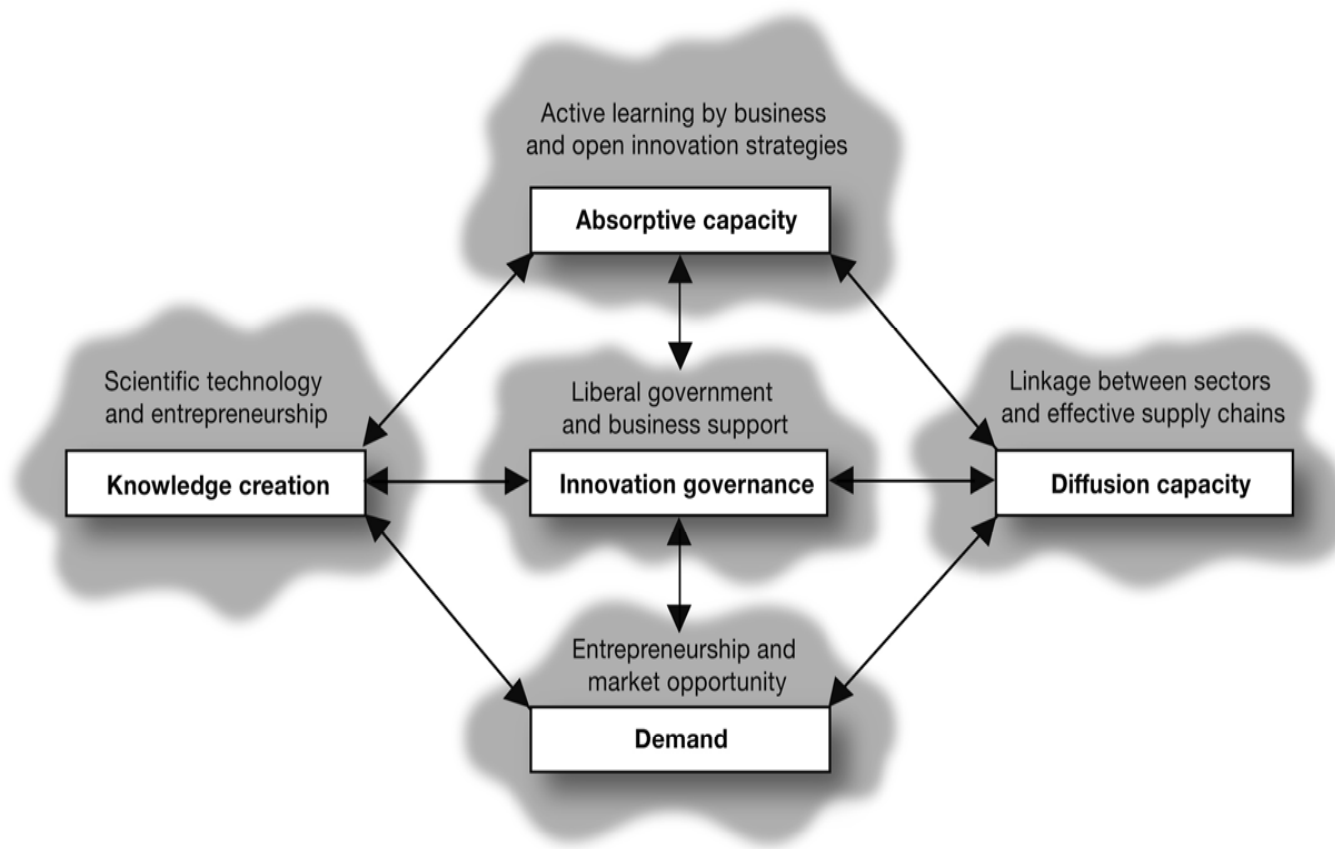 Active learning by business
and open innovation strategies
Absorptive capacity
Scientific technology
and entrepreneurship
Knowledge creation
Liberal government
and business support
Innovation governance
Linkage between sectors
and effective supply chains
Diffusion capacity
Entrepreneurship and
market opportunity
Demand